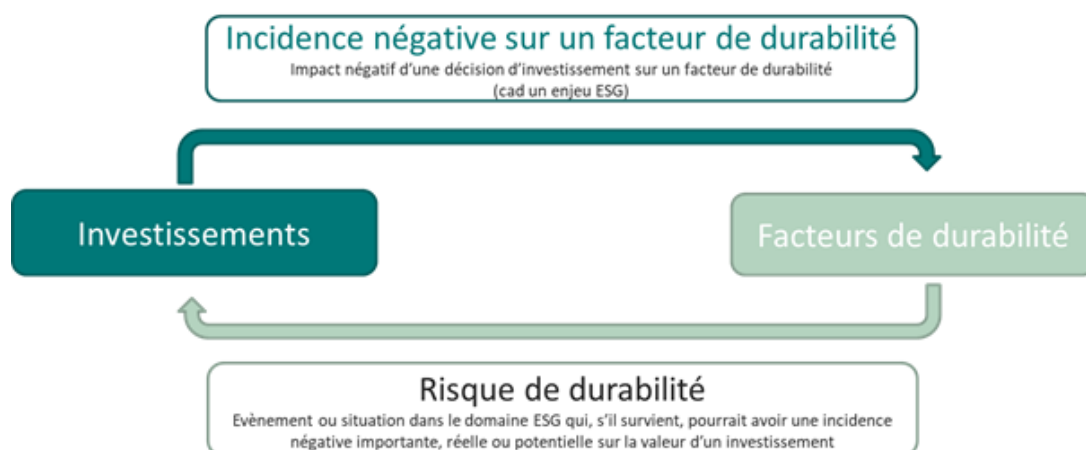 Incidence négative sur un facteur de durabilité
Impact négatif d'une décision d'investissement sur un facteur de durabilité
(cad un enjeu ESG)
Investissements
Facteurs de durabilité
Risque de durabilité
Evènement ou situation dans le domaine ESG qui, s'il survient, pourrait avoir une incidence
négative importante, réelle ou potentielle sur la valeur d'un investissement